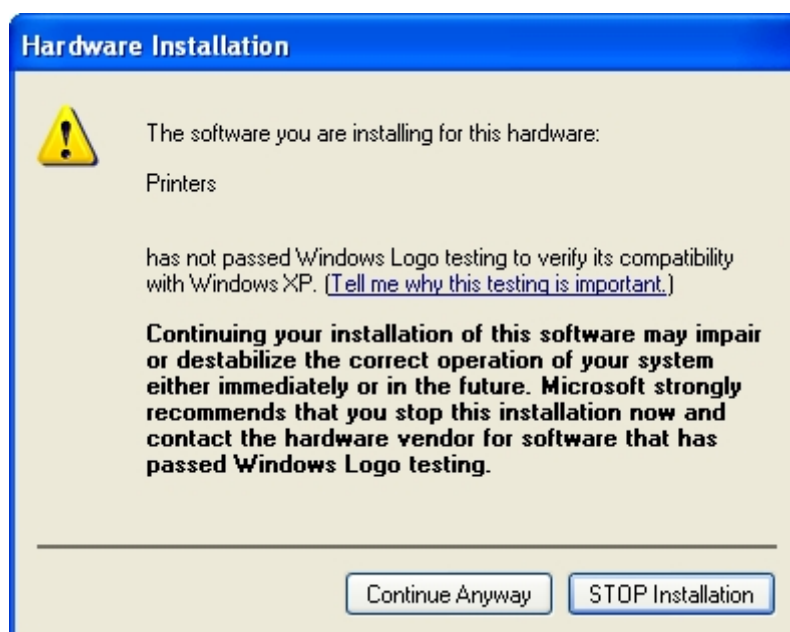 Hardware Installation
The software you are installing for this hardware:
Printers
has not passed Windows Logo testing to verify its compatibility
with Windows XP. (Tell me why this testing is important.)
Continuing your installation of this software may impair
or destabilize the correct operation of your system
either immediately or in the future. Microsoft strongly
recommends that you stop this installation now and
contact the hardware vendor for software that has
passed Windows Logo testing.
Continue Anyway
STOP Installation